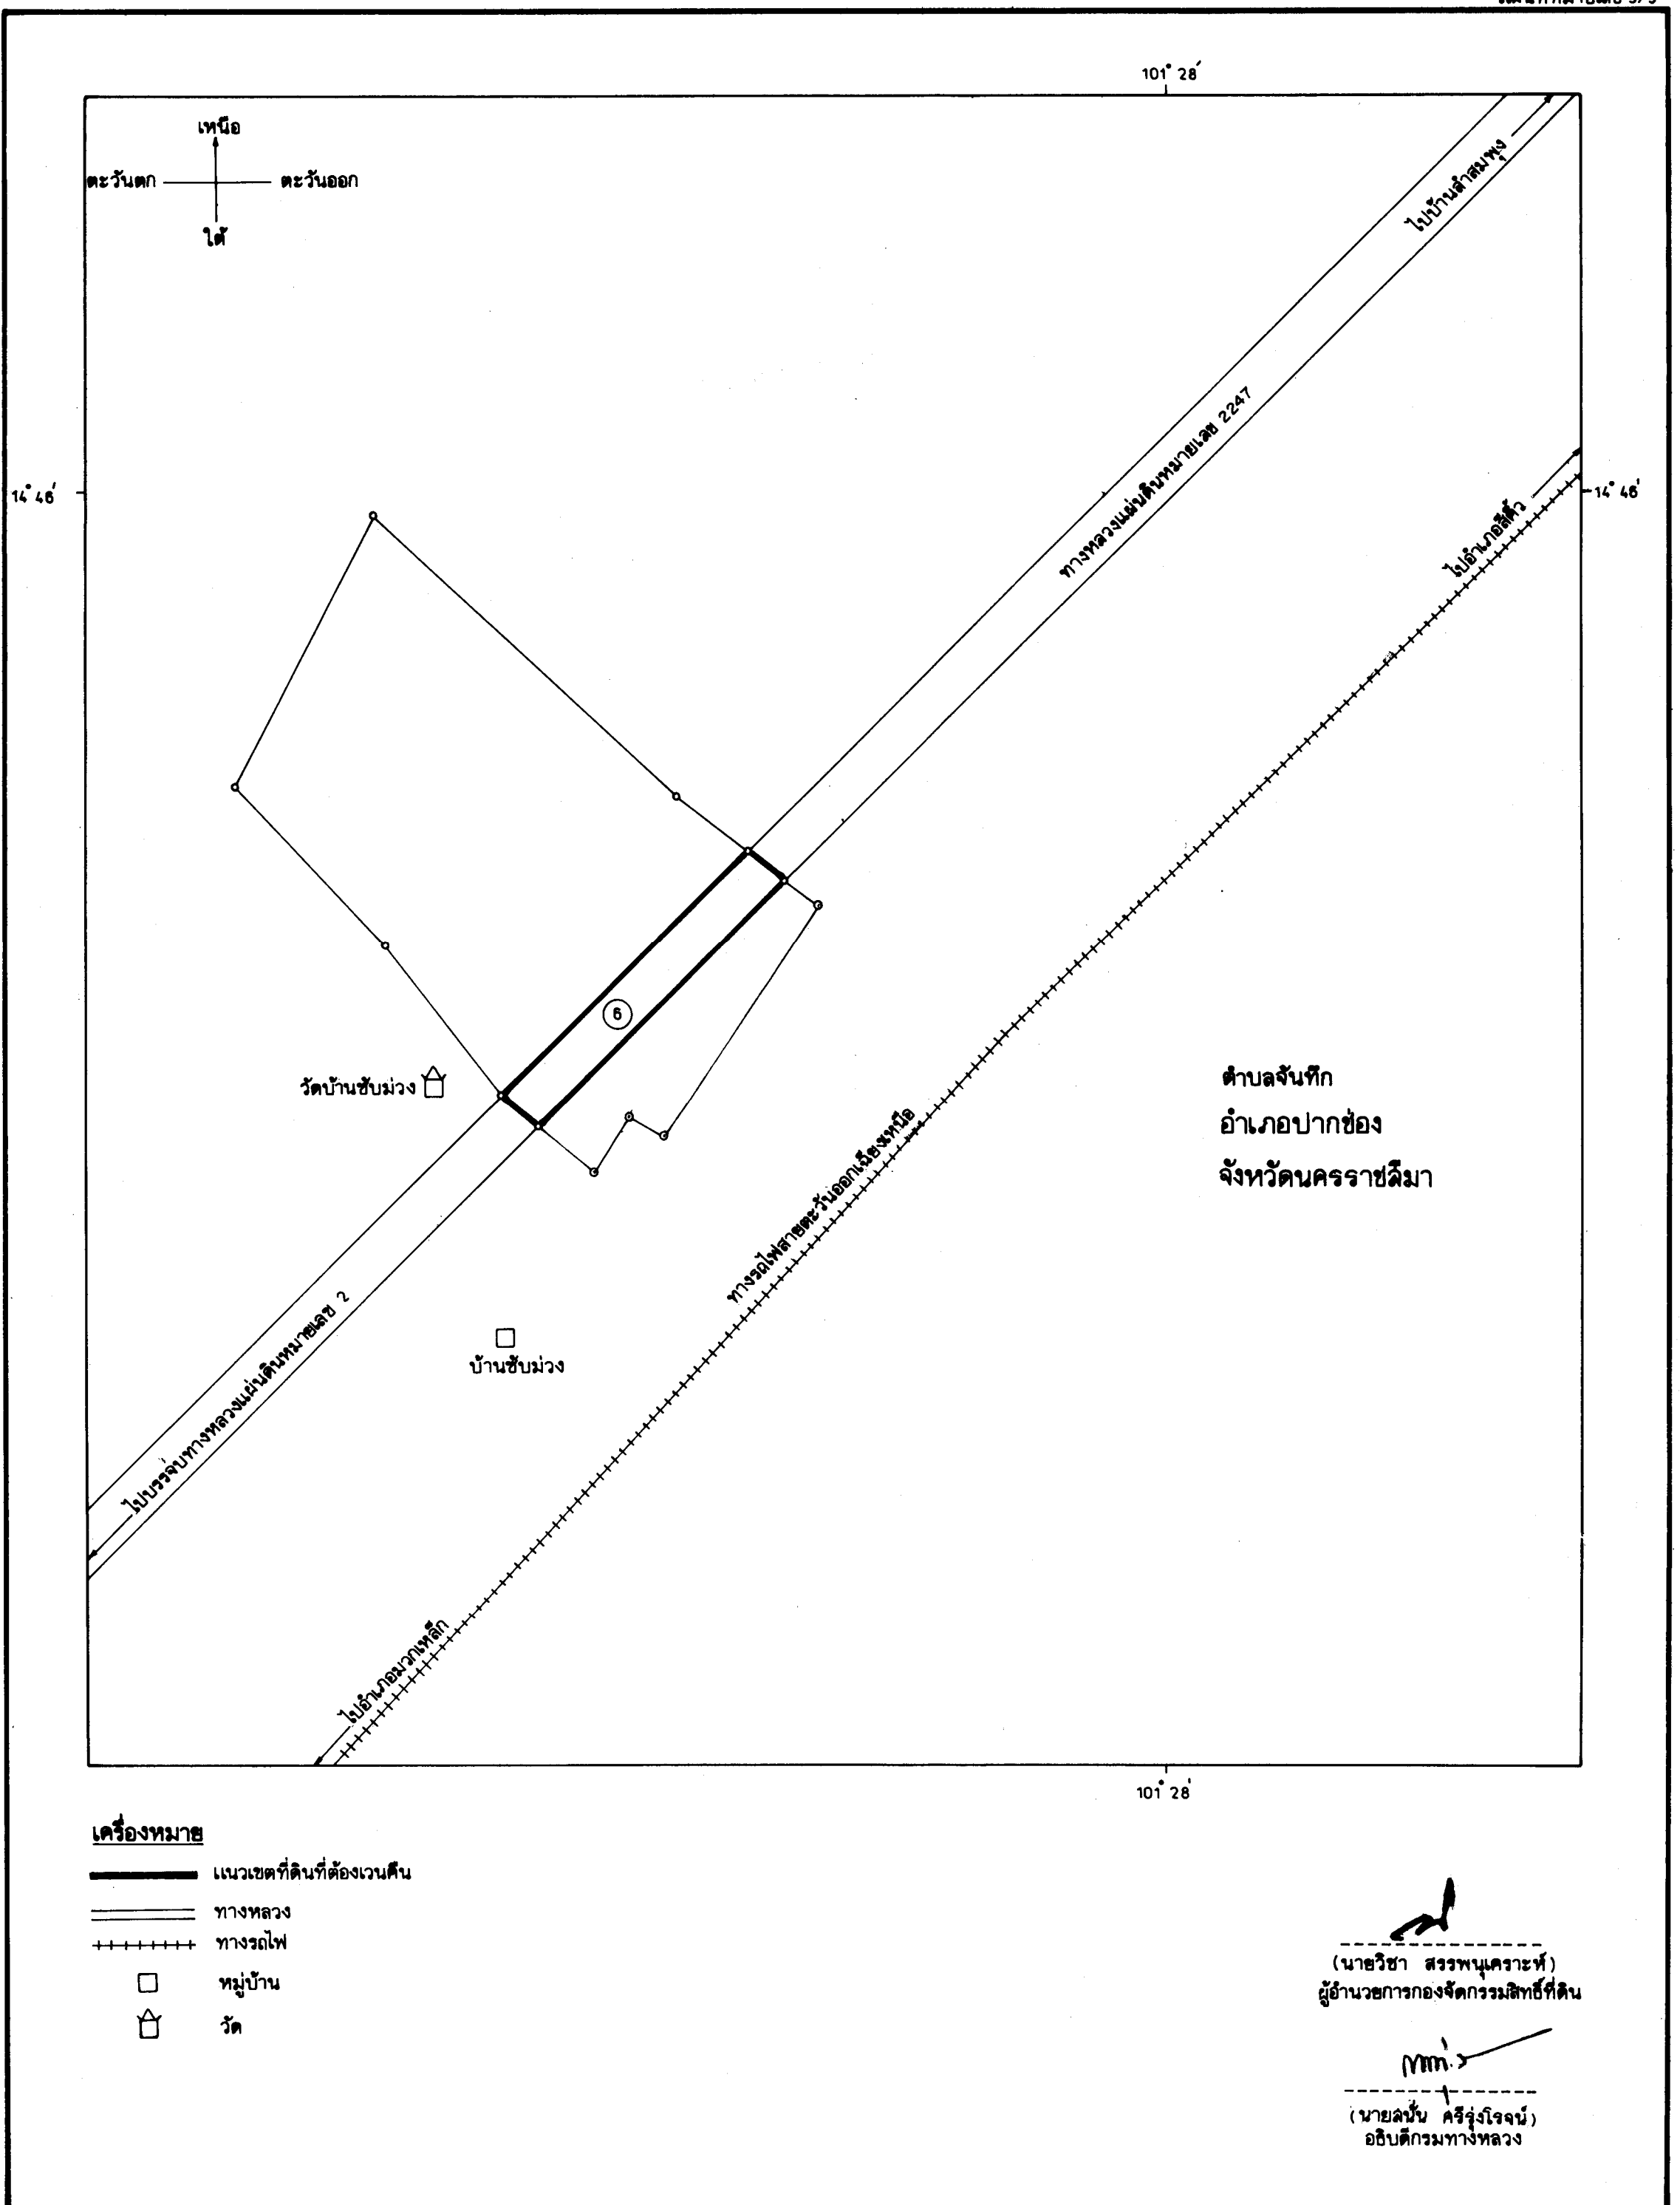 101° 28′
เหนือ
ตะวันตก
ตะวันออก
ใต้
ไปบ้านลำสมพุง
ทางหลวงแผ่นดินหมายเลข 2247
14° 46′
14° 46′
ไปอำเภอสีคิ้ว
6
วัดบ้านซับม่วง
ตำบลจันทึก
อำเภอปากช่อง
จังหวัดนครราชสีมา
ทางรถไฟสายตะวันออกเฉียงเหนือ
ไปบรรจบทางหลวงแผ่นดินหมายเลข 2
บ้านซับม่วง
ไปอำเภอมวกเหล็ก
101° 28′
เครื่องหมาย
แนวเขตที่ดินที่ต้องเวนคืน
ทางหลวง
ทางรถไฟ
หมู่บ้าน
วัด
(นายวิชา สรรพนุเคราะห์)
ผู้อำนวยการกองจัดกรรมสิทธิ์ที่ดิน
(นายสนั่น ศรีรุ่งโรจน์)
อธิบดีกรมทางหลวง